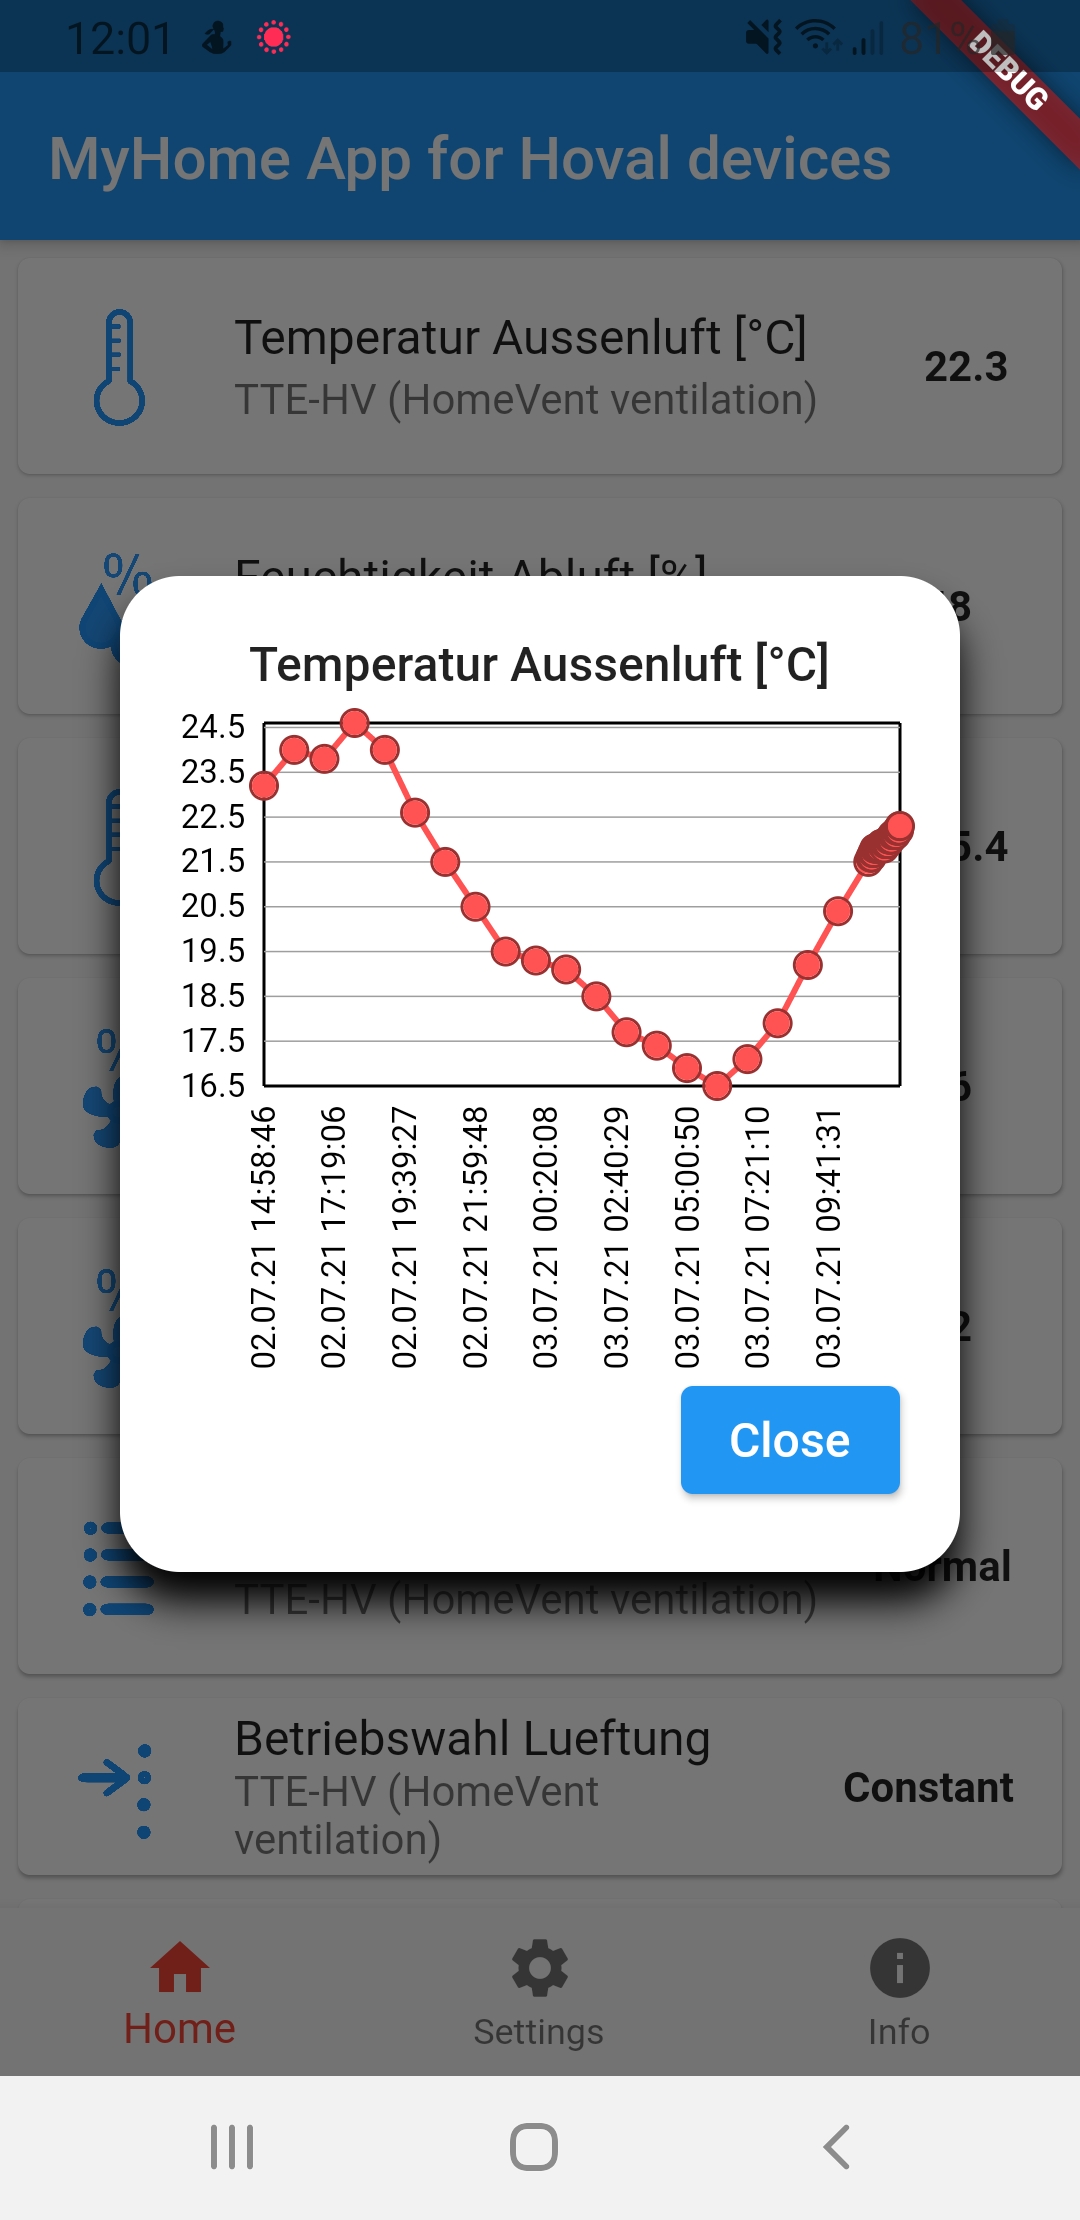 12:01
81%
DEBUG
MyHome App for Hoval devices
Temperatur Aussenluft [°C]
TTE-HV (HomeVent ventilation)
22.3
Feuchtigkeit Abluft [%]
8
Temperatur Aussenluft [°C]
24.5
23.5
22.5
21.5
20.5
19.5
18.5
17.5
16.5
02.07.21 14:58:46
02.07.21 17:19:06
02.07.21 19:39:27
02.07.21 21:59:48
03.07.21 00:20:08
03.07.21 02:40:29
03.07.21 05:00:50
03.07.21 07:21:10
03.07.21 09:41:31
5.4
Close
TTE-HV (HomeVent ventilation)
Normal
Betriebswahl Lueftung
TTE-HV (HomeVent
ventilation)
Constant
Home
Settings
Info